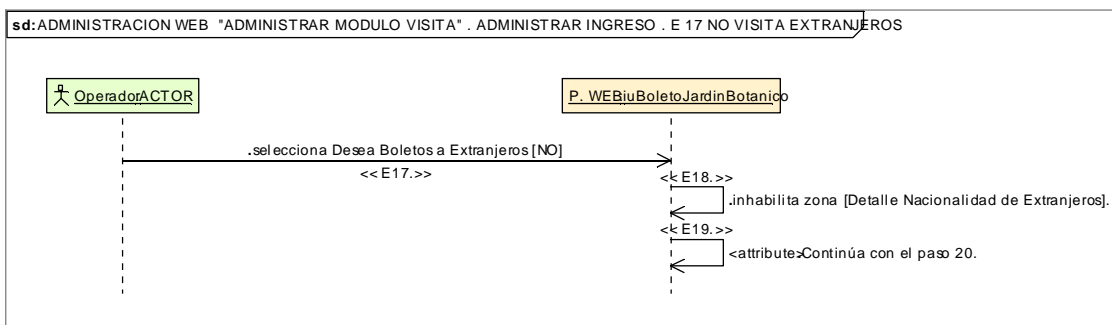 sd:ADMINISTRACION WEB "ADMINISTRAR MODULO VISITA" . ADMINISTRAR INGRESO . E 17 NO VISITA EXTRANJEROS
OperadorACTOR
P. WEBiuBoletoJardinBotanico
.selecciona Desea Boletos a Extranjeros [NO]
<<E17.>>
<<E18.>>
.inhabilita zona [Detalle Nacionalidad de Extranjeros].
<<E19.>>
<attribute>Continúa con el paso 20.